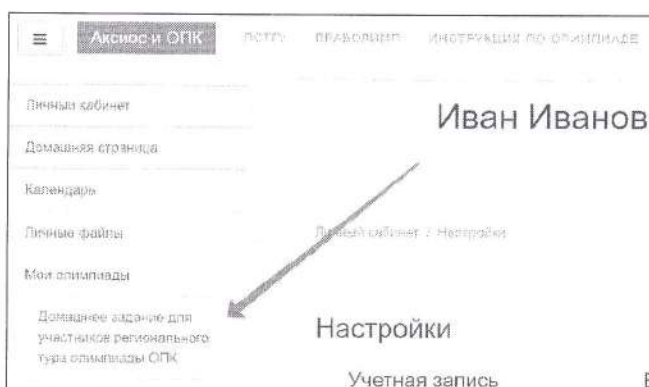 Аксиос и ОПК ПСТГУ ПРАВОЛИМП ИНСТРУКЦИЯ ПО ОЛИМПИАДЕ
Личный кабинет
Иван Иванов
Домашняя страница
Календарь
Личные файлы
Личный кабинет / Настройки
Мои олимпиады
Домашнее задание для
участников регионального
тура олимпиады ОПК
Настройки
Учетная запись